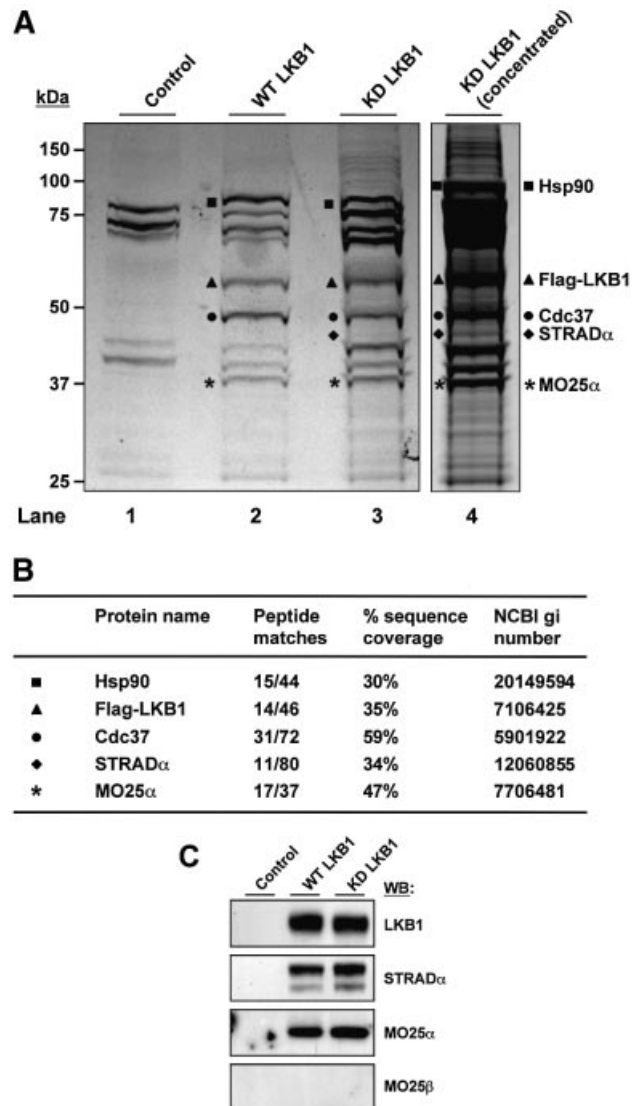 A
kDa
Control
WT LKB1
KD LKB1
KD LKB1
(concentrated)
150
100
75
50
37
25
■ Hsp90
▲ Flag-LKB1
● Cdc37
◆ STRADα
* MO25α
Lane 1 2 3 4
B
Protein name Peptide matches % sequence coverage NCBI gi number
■ Hsp90 15/44 30% 20149594
▲ Flag-LKB1 14/46 35% 7106425
● Cdc37 31/72 59% 5901922
◆ STRADα 11/80 34% 12060855
* MO25α 17/37 47% 7706481
C
Control
WT LKB1
KD LKB1
WB:
LKB1
STRADα
MO25α
MO25β